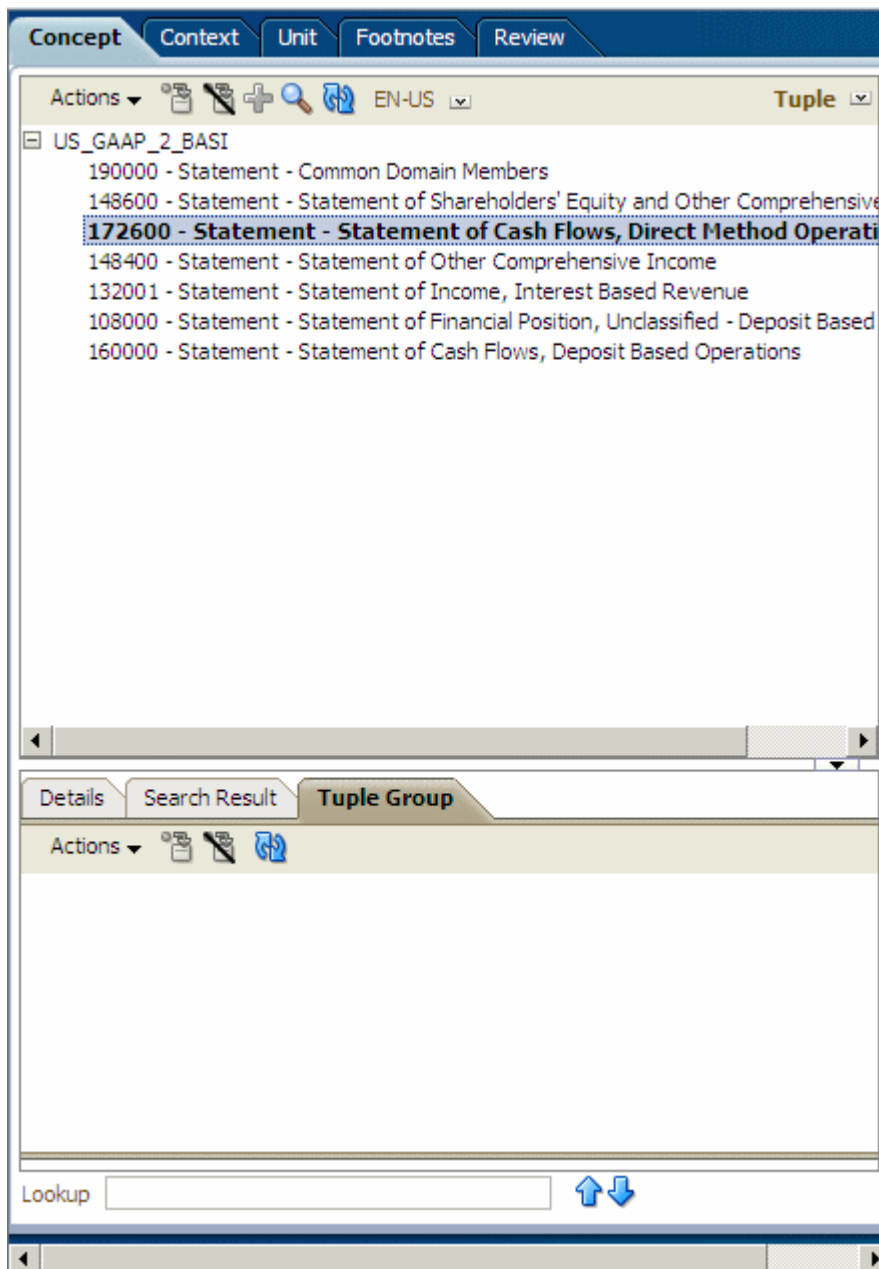 Concept Context Unit Footnotes Review
Actions EN-US Tuple
US_GAAP_2_BASI
190000 - Statement - Common Domain Members
148600 - Statement - Statement of Shareholders' Equity and Other Comprehensive
172600 - Statement - Statement of Cash Flows, Direct Method Operati
148400 - Statement - Statement of Other Comprehensive Income
132001 - Statement - Statement of Income, Interest Based Revenue
108000 - Statement - Statement of Financial Position, Unclassified - Deposit Based
160000 - Statement - Statement of Cash Flows, Deposit Based Operations
Details Search Result Tuple Group
Actions
Lookup